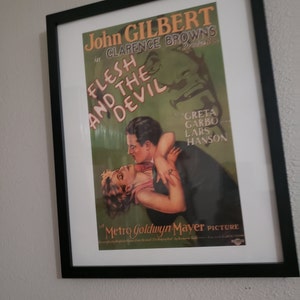 John GILBERT
in
CLARENCE BROWN'S
FLESH
AND THE
DEVIL
GRETA
GARBO
LARS
HANSON
A Metro Goldwyn Mayer PICTURE